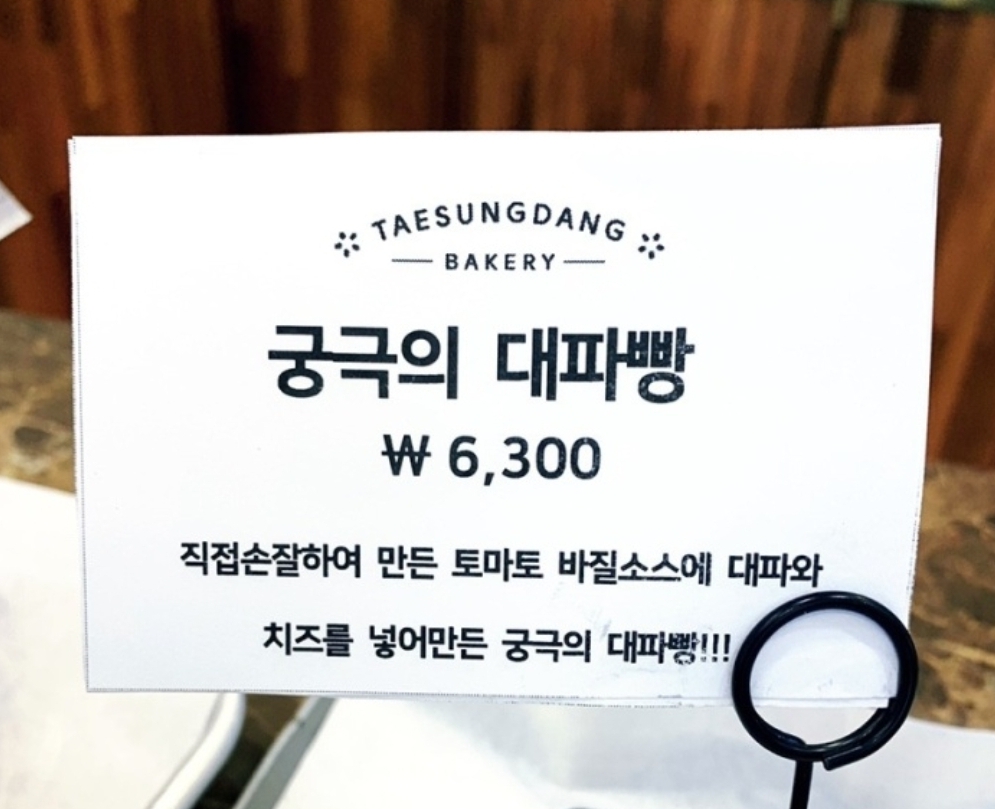 TAESUNGDANG
BAKERY
궁극의 대파빵
₩ 6,300
직접손잘하여 만든 토마토 바질소스에 대파와
치즈를 넣어만든 궁극의 대파빵!!!